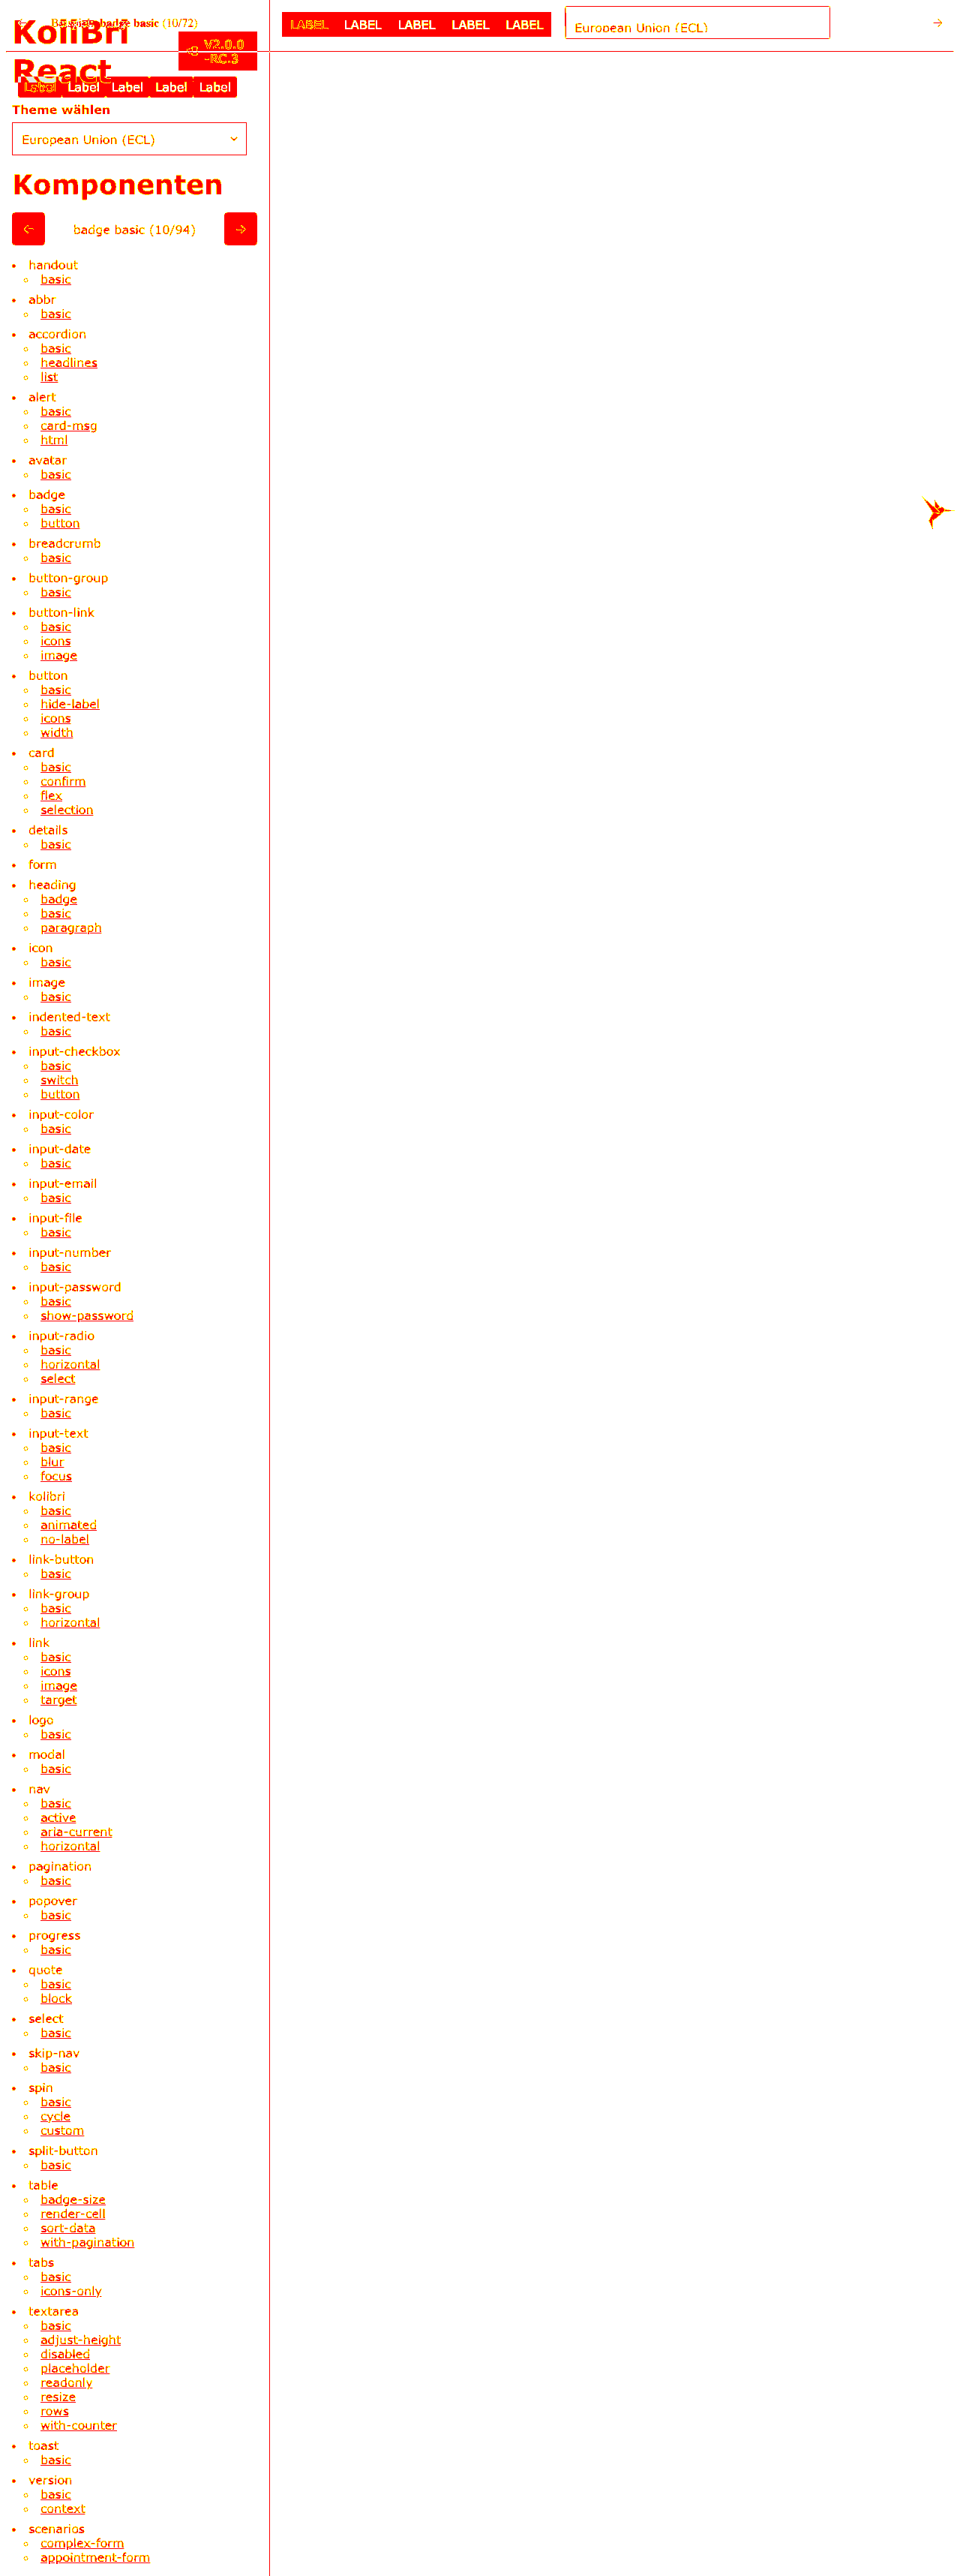 badge basic (10/72)
LABEL LABEL LABEL LABEL LABEL
European Union (ECL)
KoliBri
React
V2.0.0
-RC.3
Label Label Label Label Label
Theme wählen
European Union (ECL)
Komponenten
badge basic (10/94)
handout
basic
abbr
basic
accordion
basic
headlines
list
alert
basic
card-msg
html
avatar
basic
badge
basic
button
breadcrumb
basic
button-group
basic
button-link
basic
icons
image
button
basic
hide-label
icons
width
card
basic
confirm
flex
selection
details
basic
form
heading
badge
basic
paragraph
icon
basic
image
basic
indented-text
basic
input-checkbox
basic
switch
button
input-color
basic
input-date
basic
input-email
basic
input-file
basic
input-number
basic
input-password
basic
show-password
input-radio
basic
horizontal
select
input-range
basic
input-text
basic
blur
focus
kolibri
basic
animated
no-label
link-button
basic
link-group
basic
horizontal
link
basic
icons
image
target
logo
basic
modal
basic
nav
basic
active
aria-current
horizontal
pagination
basic
popover
basic
progress
basic
quote
basic
block
select
basic
skip-nav
basic
spin
basic
cycle
custom
split-button
basic
table
badge-size
render-cell
sort-data
with-pagination
tabs
basic
icons-only
textarea
basic
adjust-height
disabled
placeholder
readonly
resize
rows
with-counter
toast
basic
version
basic
context
scenarios
complex-form
appointment-form